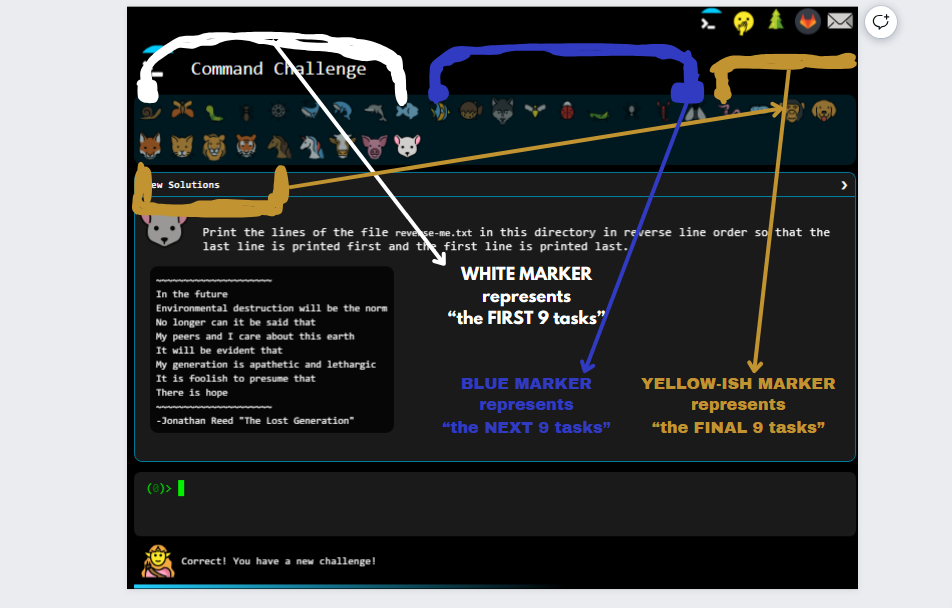 Command Challenge
ew Solutions
Print the lines of the file reverse-me.txt in this directory in reverse line order so that the
last line is printed first and the first line is printed last.
~~~~~~~~~~~~~~~~~~~~~
In the future
Environmental destruction will be the norm
No longer can it be said that
My peers and I care about this earth
It will be evident that
My generation is apathetic and lethargic
It is foolish to presume that
There is hope
~~~~~~~~~~~~~~~~~~~~~
-Jonathan Reed "The Lost Generation"
WHITE MARKER
represents
“the FIRST 9 tasks”
BLUE MARKER
represents
“the NEXT 9 tasks”
YELLOW-ISH MARKER
represents
“the FINAL 9 tasks”
(0)>
Correct! You have a new challenge!